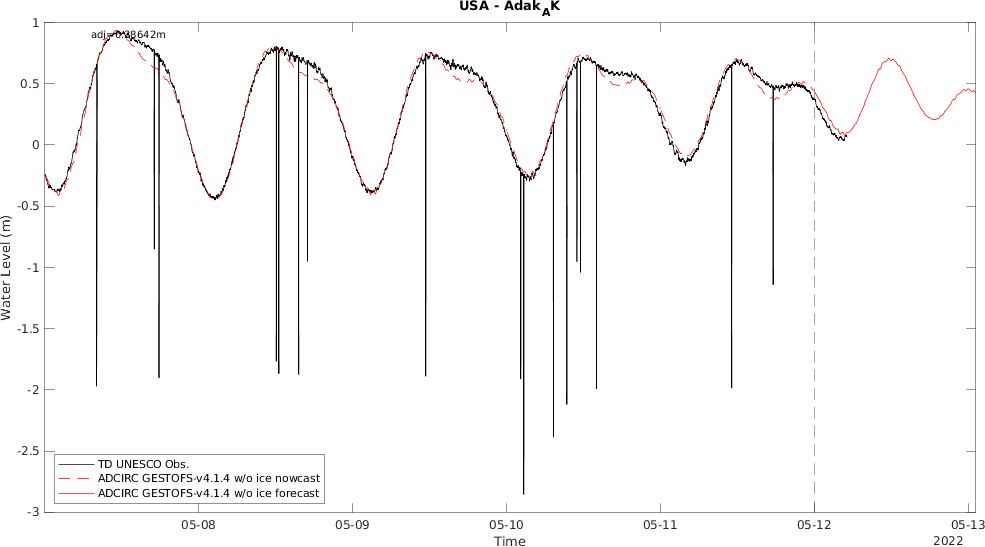 USA - AdakAK
adj=0.38642m
1
0.5
0
-0.5
-1
-1.5
-2
-2.5
-3
Water Level (m)
TD UNESCO Obs.
ADCIRC GESTOFS-v4.1.4 w/o ice nowcast
ADCIRC GESTOFS-v4.1.4 w/o ice forecast
05-08 05-09 05-10 05-11 05-12 05-13
Time
2022